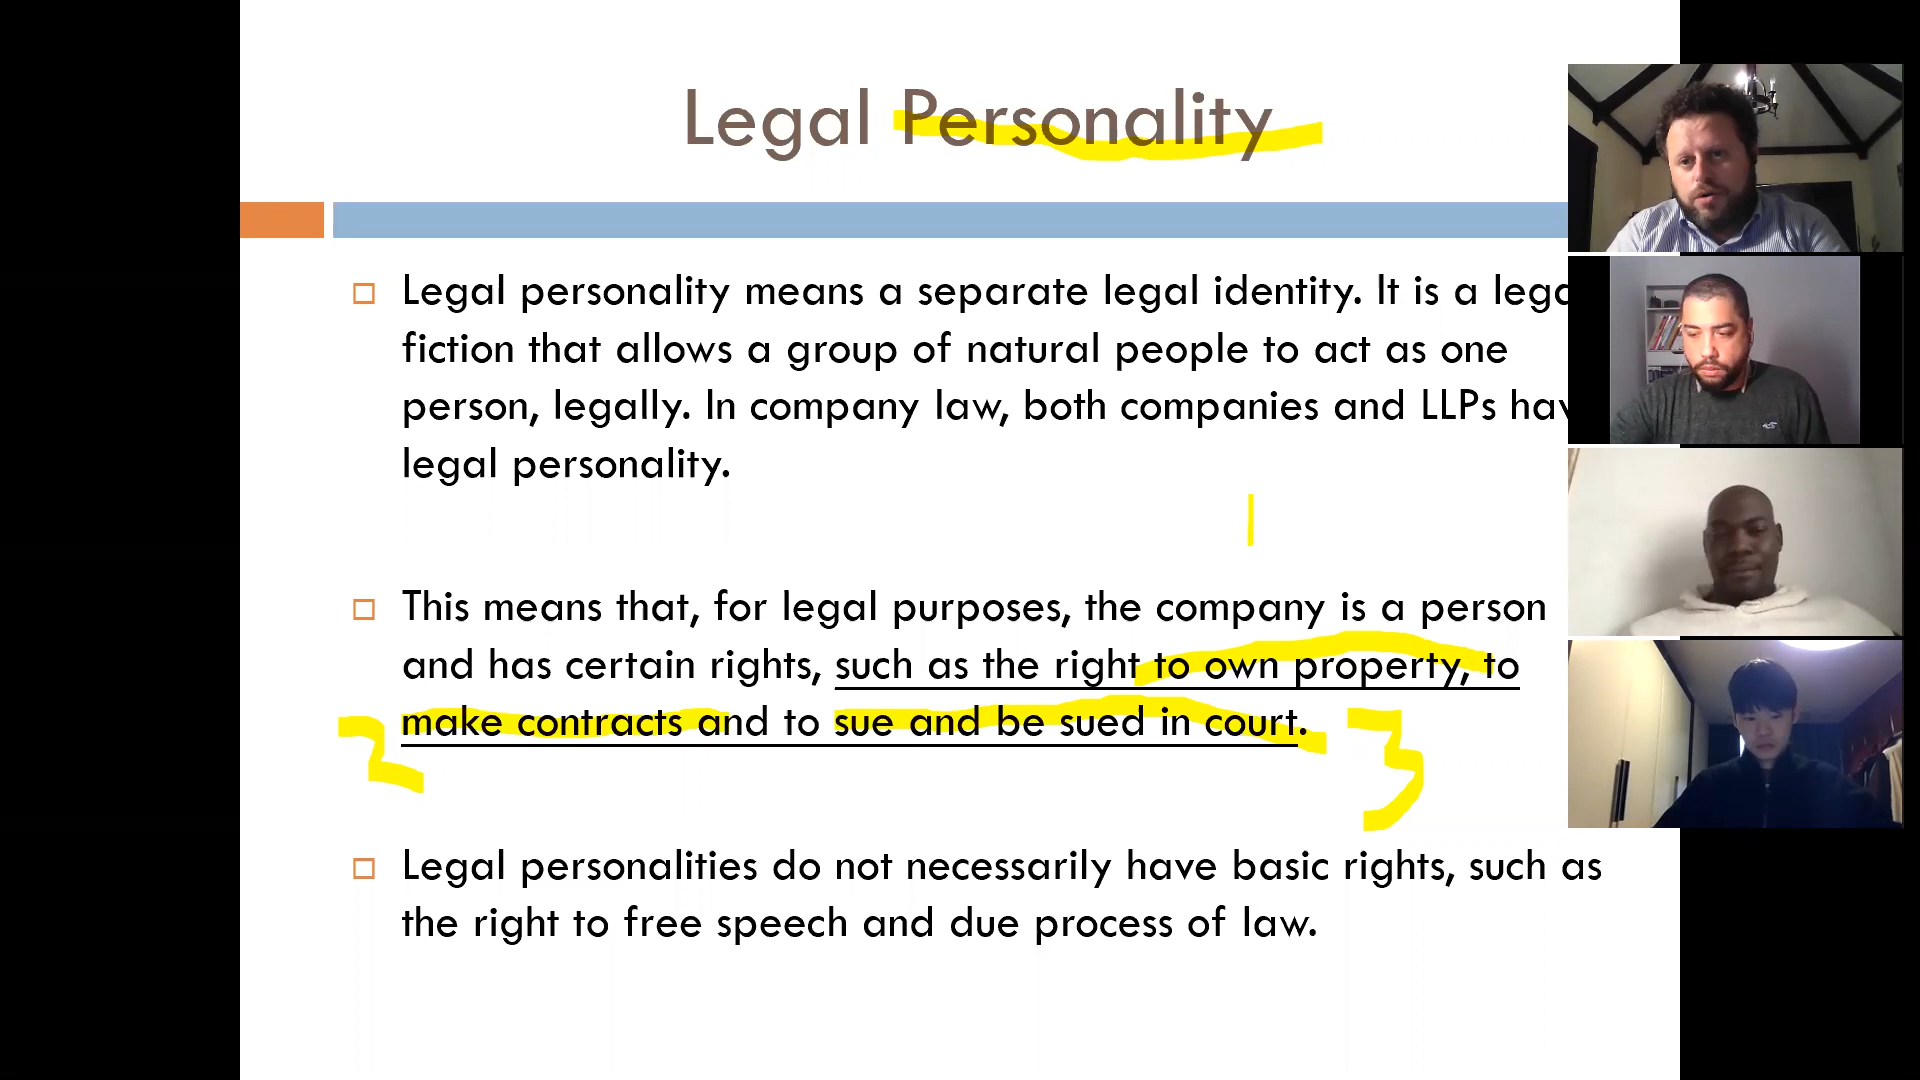 Legal Personality
Legal personality means a separate legal identity. It is a lega
fiction that allows a group of natural people to act as one
person, legally. In company law, both companies and LLPs hav
legal personality.
1
This means that, for legal purposes, the company is a person
and has certain rights, such as the right to own property, to
2 make contracts and to sue and be sued in court. 3
Legal personalities do not necessarily have basic rights, such as
the right to free speech and due process of law.